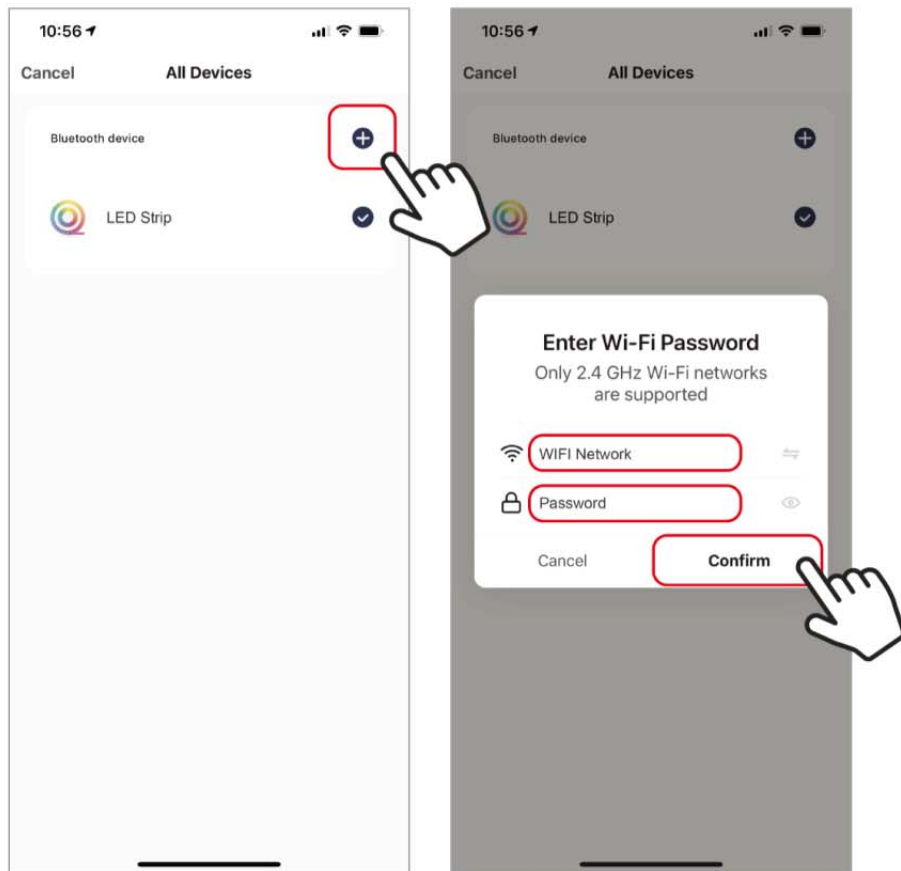 10:56
Cancel All Devices
Bluetooth device
LED Strip
10:56
Cancel All Devices
Bluetooth device
LED Strip
Enter Wi-Fi Password
Only 2.4 GHz Wi-Fi networks
are supported
WIFI Network
Password
Cancel Confirm